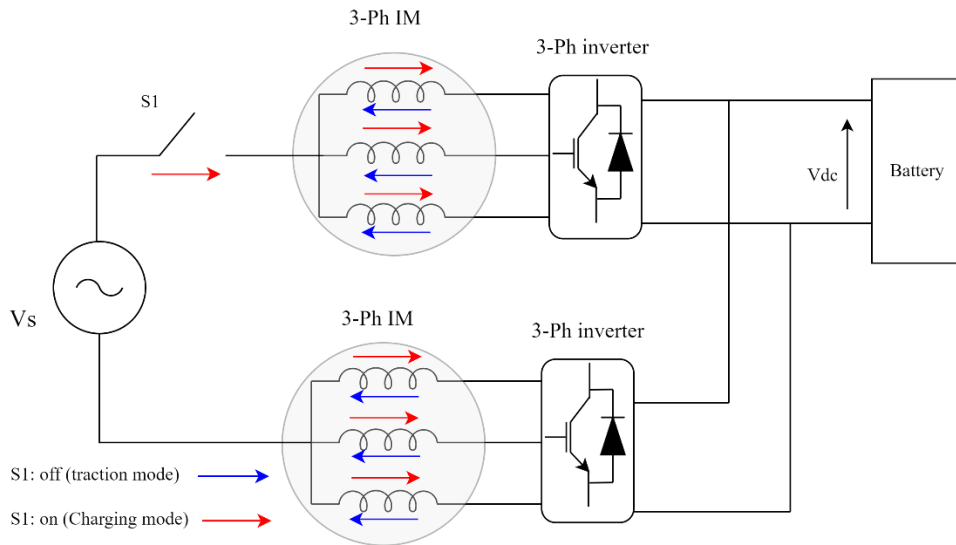 3-Ph IM
3-Ph inverter
S1
Vdc
Battery
Vs
3-Ph IM
3-Ph inverter
S1: off (traction mode)
S1: on (Charging mode)